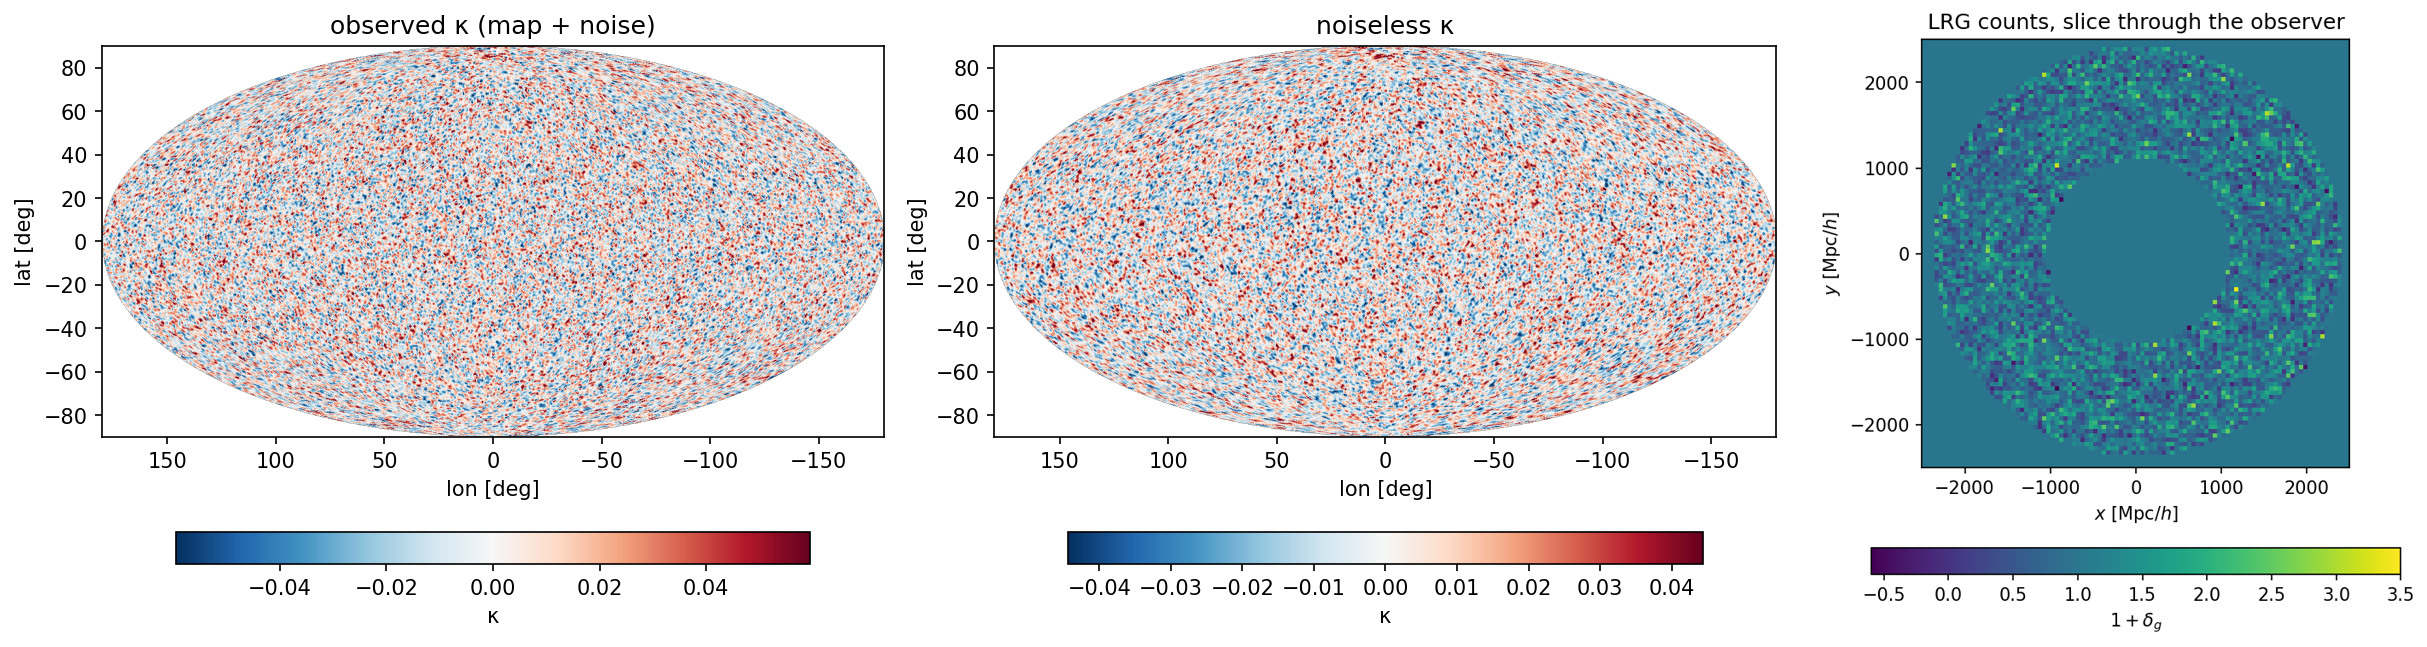 observed κ (map + noise)
80
60
40
20
0
−20
−40
−60
−80
lat [deg]
150 100 50 0 −50 −100 −150
lon [deg]
−0.04 −0.02 0.00 0.02 0.04
κ
noiseless κ
80
60
40
20
0
−20
−40
−60
−80
lat [deg]
150 100 50 0 −50 −100 −150
lon [deg]
−0.04 −0.03 −0.02 −0.01 0.00 0.01 0.02 0.03 0.04
κ
LRG counts, slice through the observer
2000
1000
0
−1000
−2000
y [Mpc/h]
−2000 −1000 0 1000 2000
x [Mpc/h]
−0.5 0.0 0.5 1.0 1.5 2.0 2.5 3.0 3.5
1 + δg